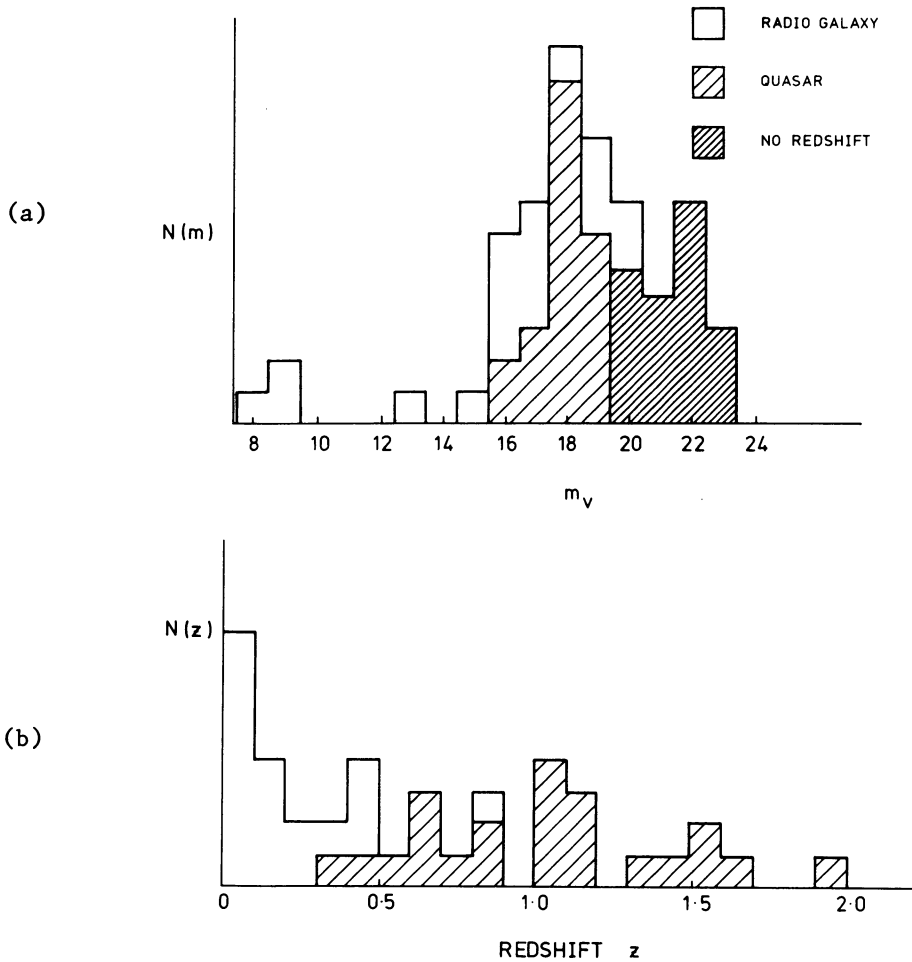 RADIO GALAXY
QUASAR
NO REDSHIFT
(a)
N(m)
8 10 12 14 16 18 20 22 24
m_v
N(z)
(b)
0 0·5 1·0 1·5 2·0
REDSHIFT z